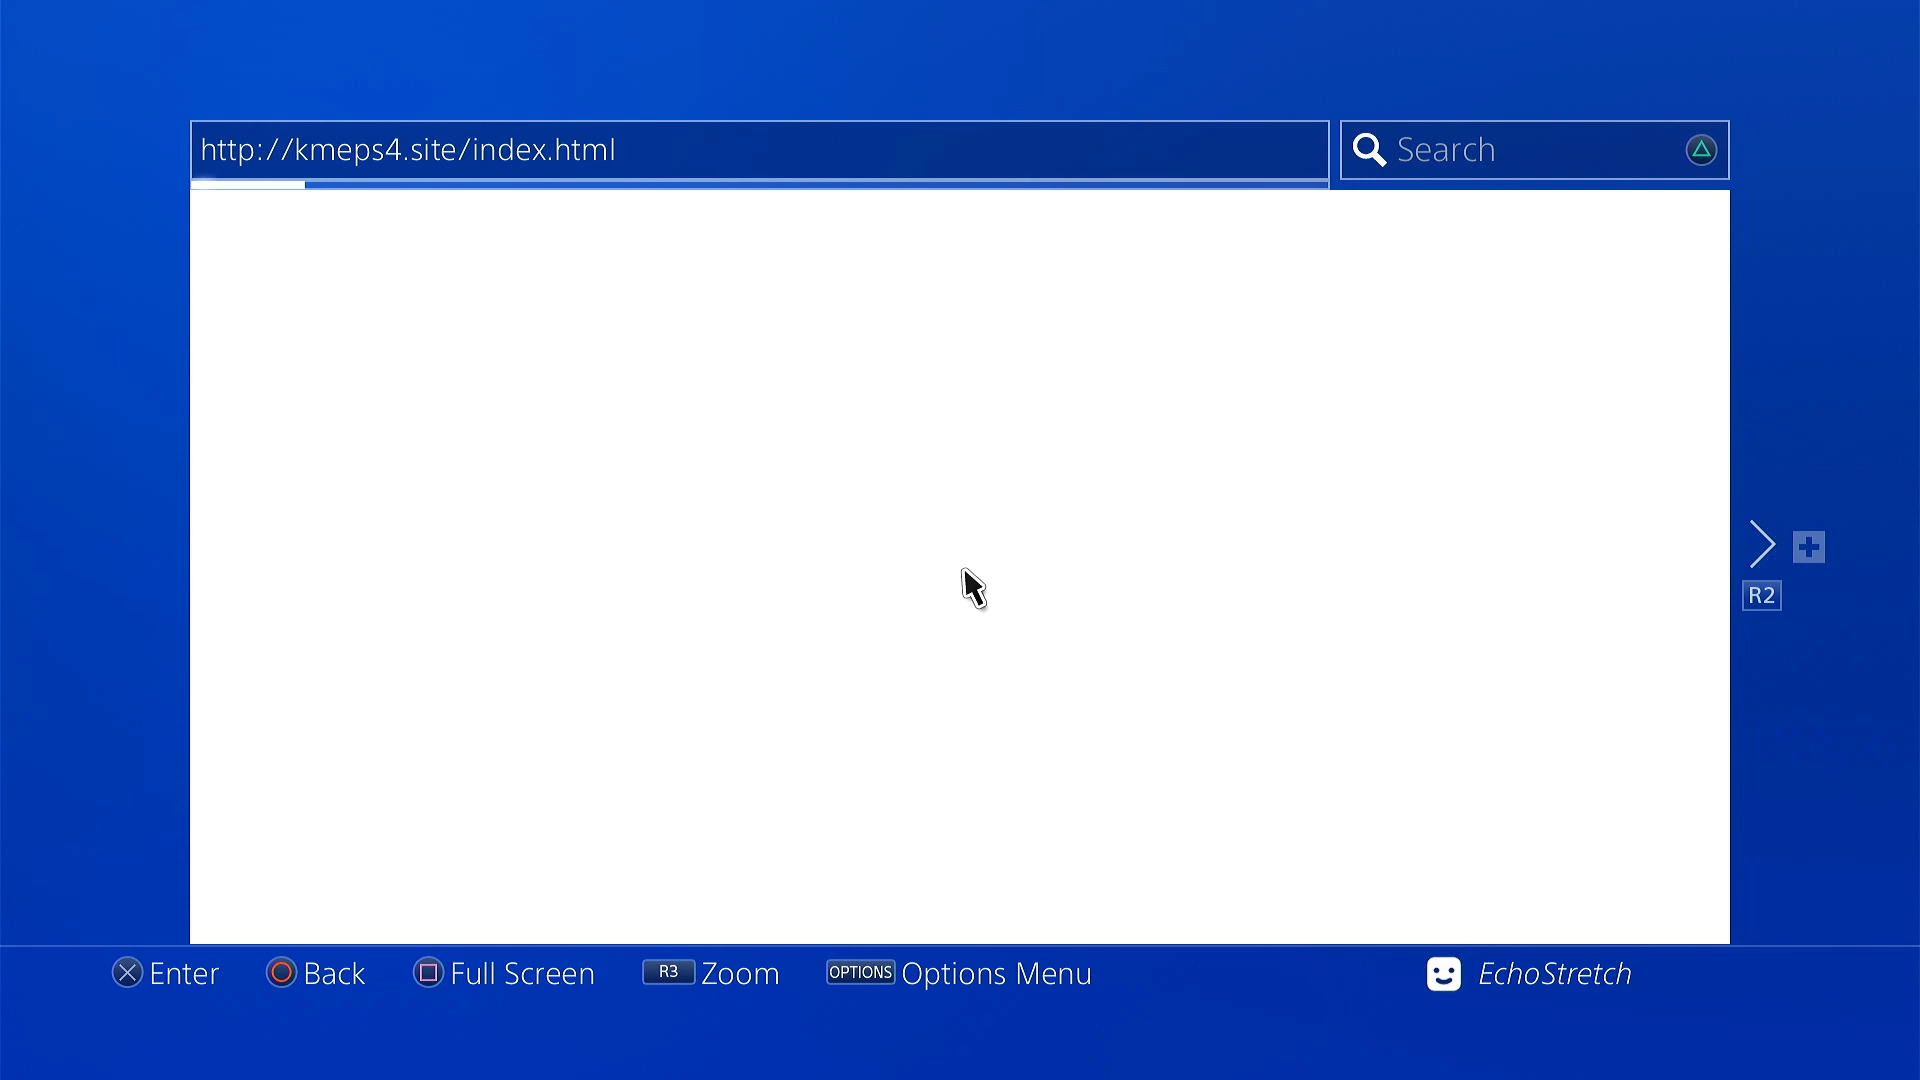 http://kmeps4.site/index.html
Search
R2
Enter
Back
Full Screen
R3 Zoom
OPTIONS Options Menu
EchoStretch